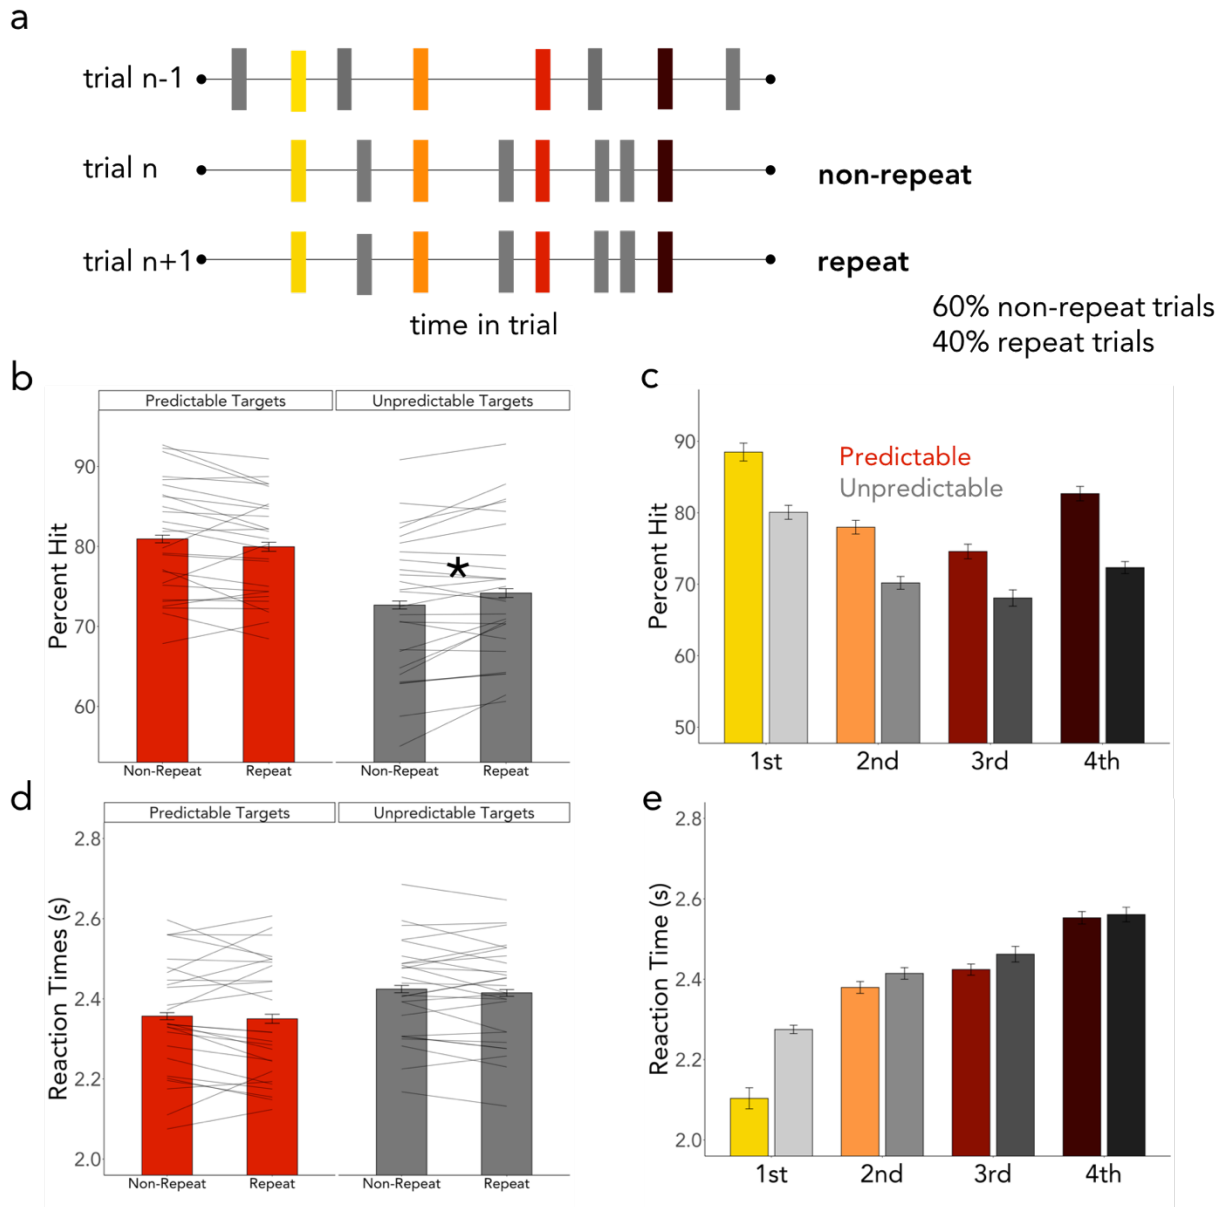 a
trial n-1
trial n
non-repeat
trial n+1
repeat
time in trial
60% non-repeat trials
40% repeat trials
b
Predictable Targets
Unpredictable Targets
Percent Hit
90
80
70
60
*
Non-Repeat
Repeat
Non-Repeat
Repeat
c
Percent Hit
90
80
70
60
50
Predictable
Unpredictable
1st
2nd
3rd
4th
d
Predictable Targets
Unpredictable Targets
Reaction Times (s)
2.8
2.6
2.4
2.2
2.0
Non-Repeat
Repeat
Non-Repeat
Repeat
e
Reaction Time (s)
2.8
2.6
2.4
2.2
2.0
1st
2nd
3rd
4th